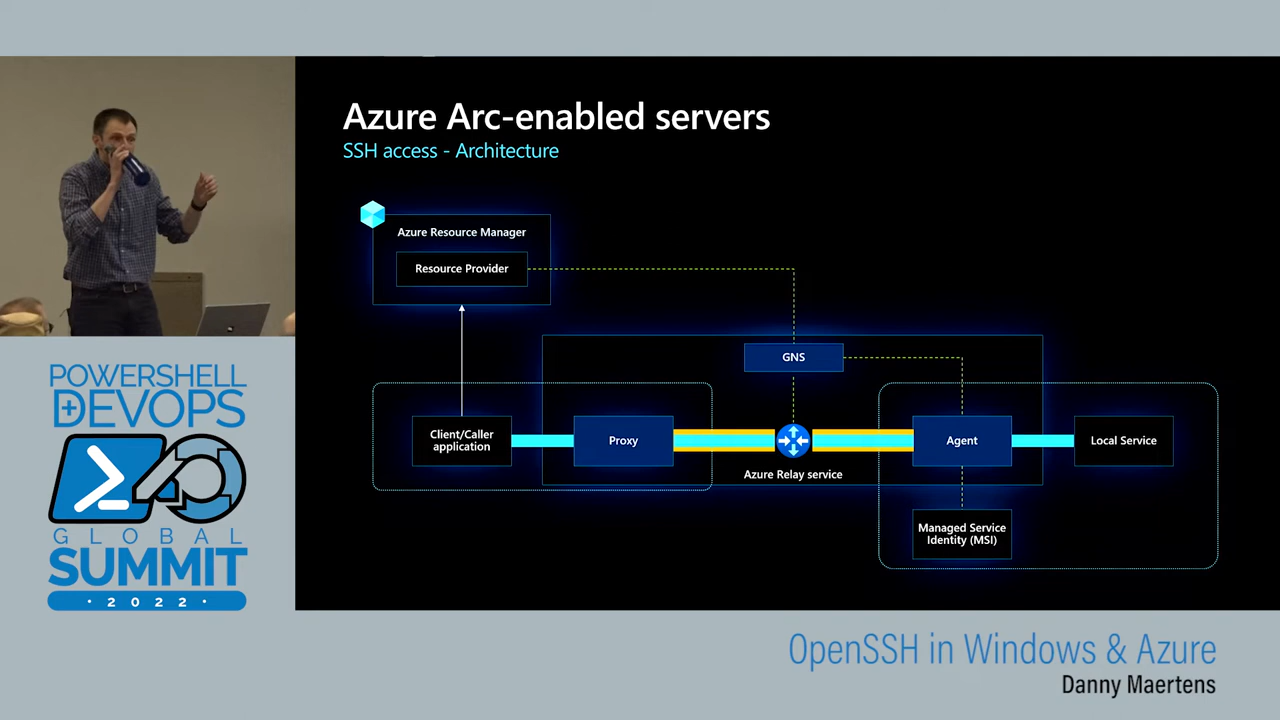 Azure Arc-enabled servers
SSH access - Architecture
Azure Resource Manager
Resource Provider
GNS
Client/Caller
application
Proxy
Agent
Local Service
Azure Relay service
Managed Service
Identity (MSI)
POWERSHELL
+ DEVOPS
GLOBAL
SUMMIT
· 2022 ·
OpenSSH in Windows & Azure
Danny Maertens